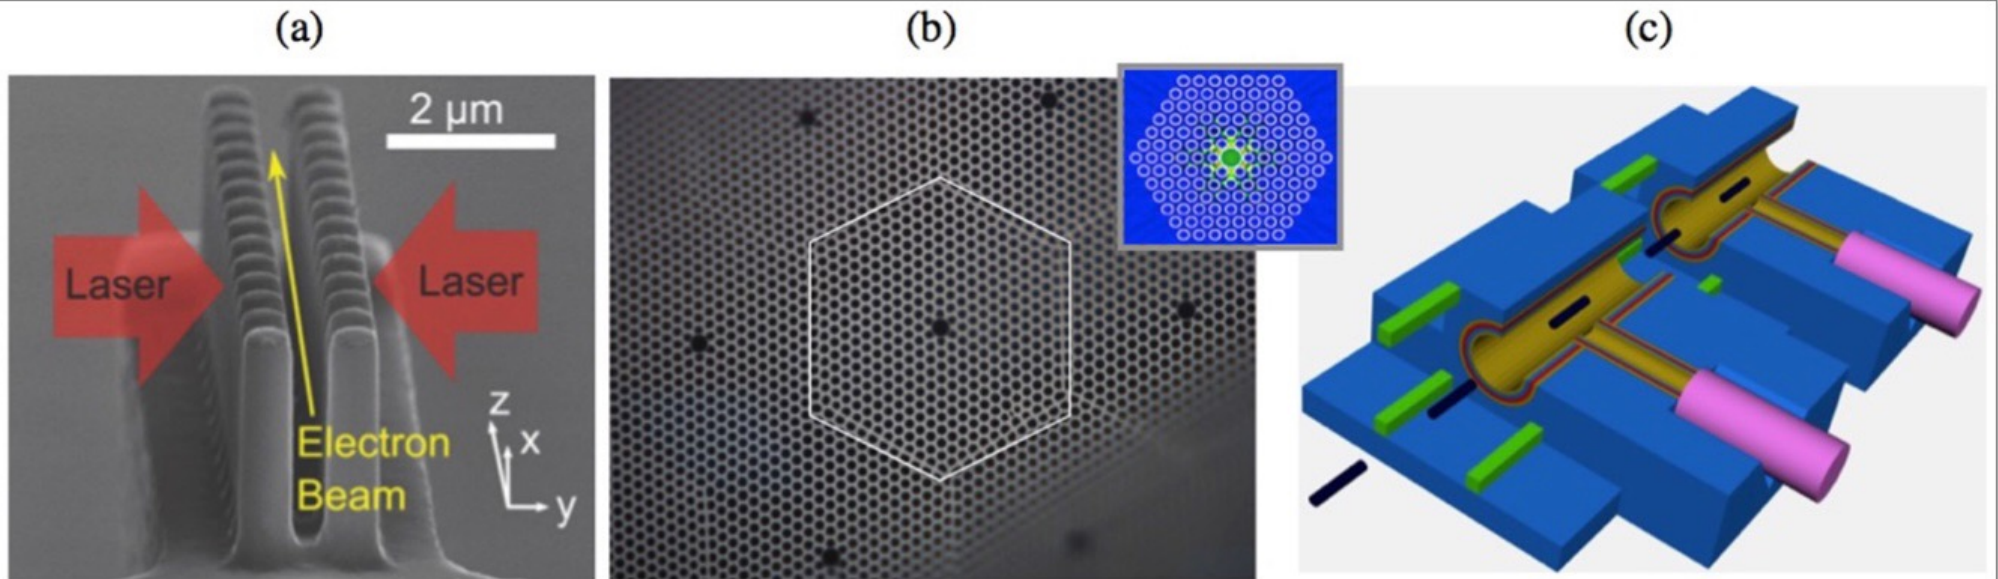 (a)
(b)
(c)
2 μm
Laser
Laser
Electron
Beam
z
x
y